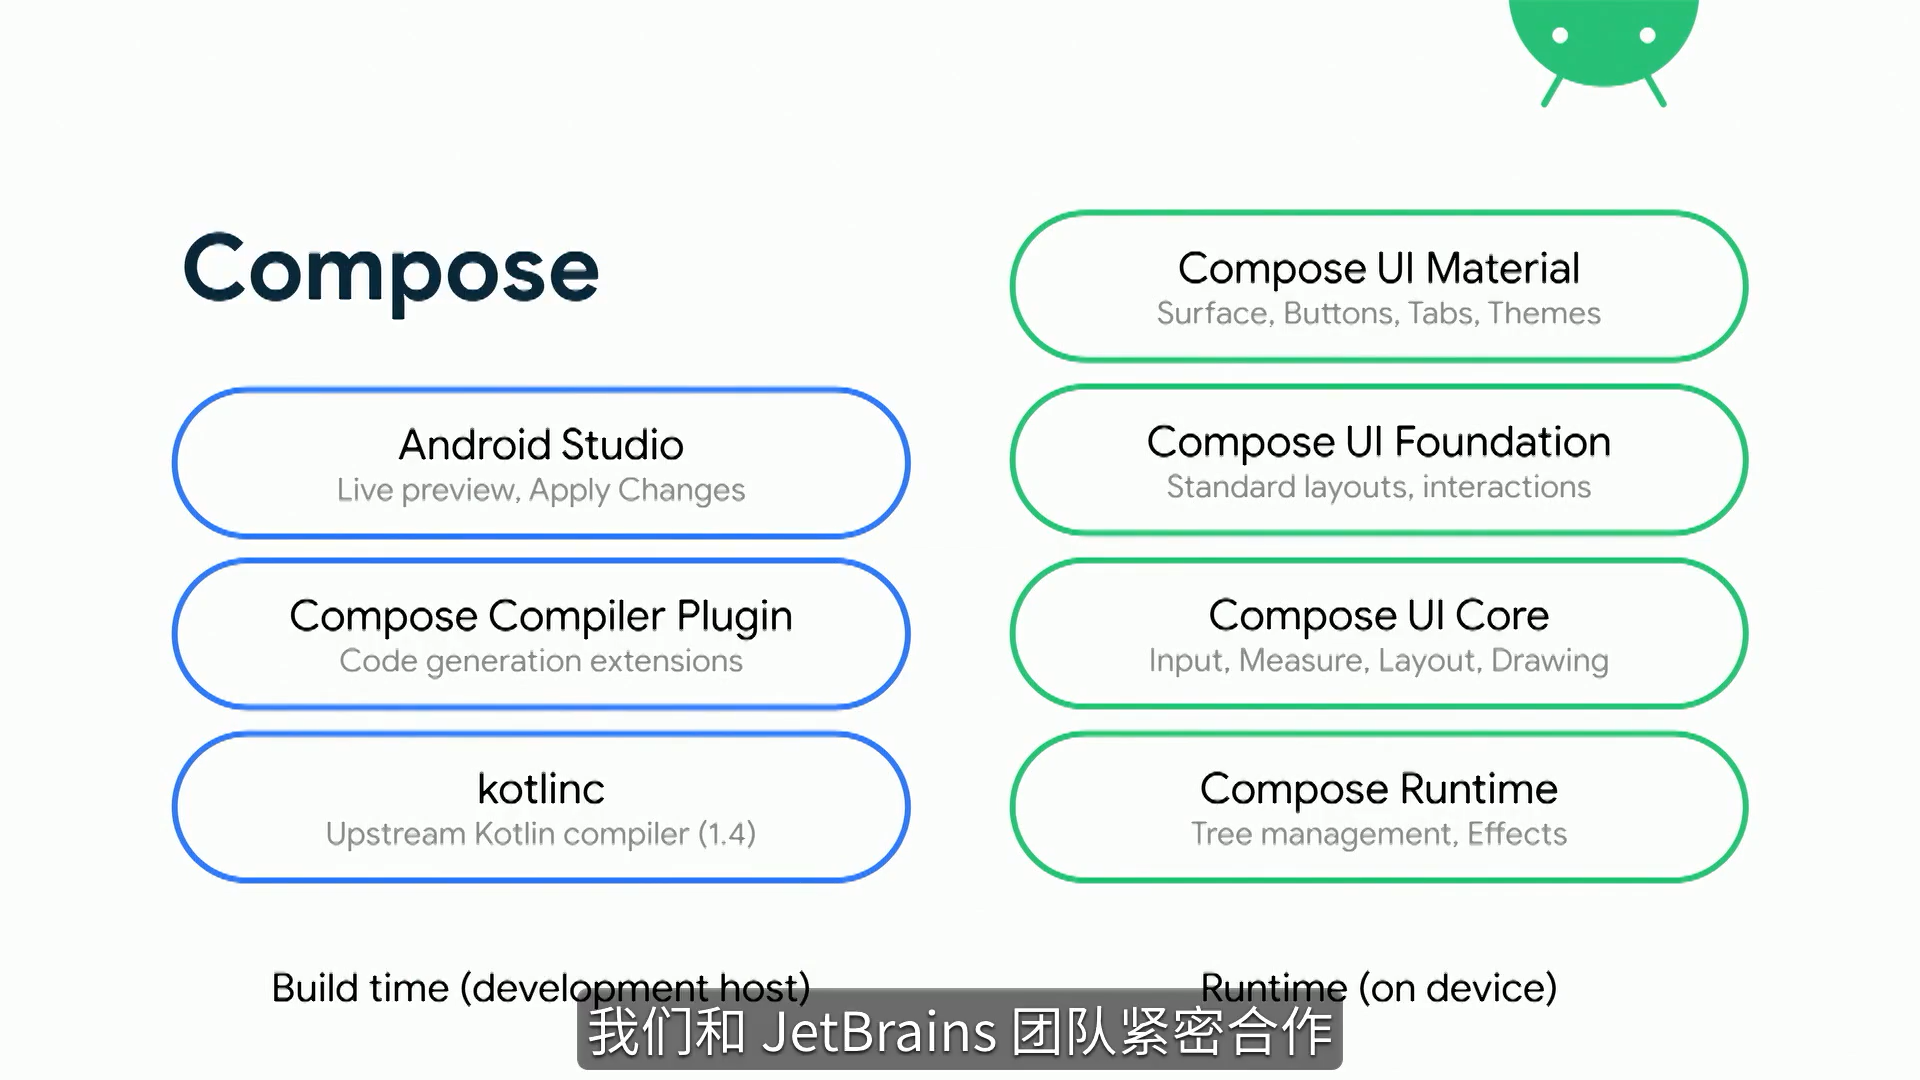 Compose
Android Studio
Live preview, Apply Changes
Compose Compiler Plugin
Code generation extensions
kotlinc
Upstream Kotlin compiler (1.4)
Build time (development host)
Compose UI Material
Surface, Buttons, Tabs, Themes
Compose UI Foundation
Standard layouts, interactions
Compose UI Core
Input, Measure, Layout, Drawing
Compose Runtime
Tree management, Effects
Runtime (on device)
我们和 JetBrains 团队紧密合作